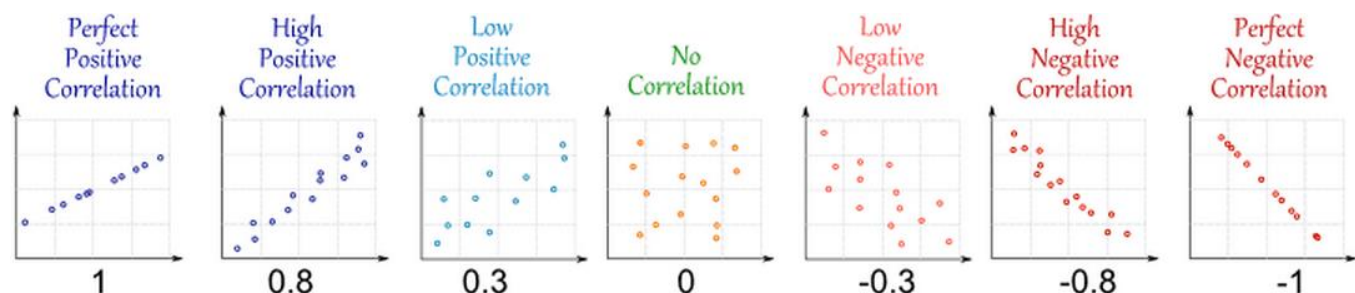 Perfect
Positive
Correlation
High
Positive
Correlation
Low
Positive
Correlation
No
Correlation
Low
Negative
Correlation
High
Negative
Correlation
Perfect
Negative
Correlation
1
0.8
0.3
0
-0.3
-0.8
-1